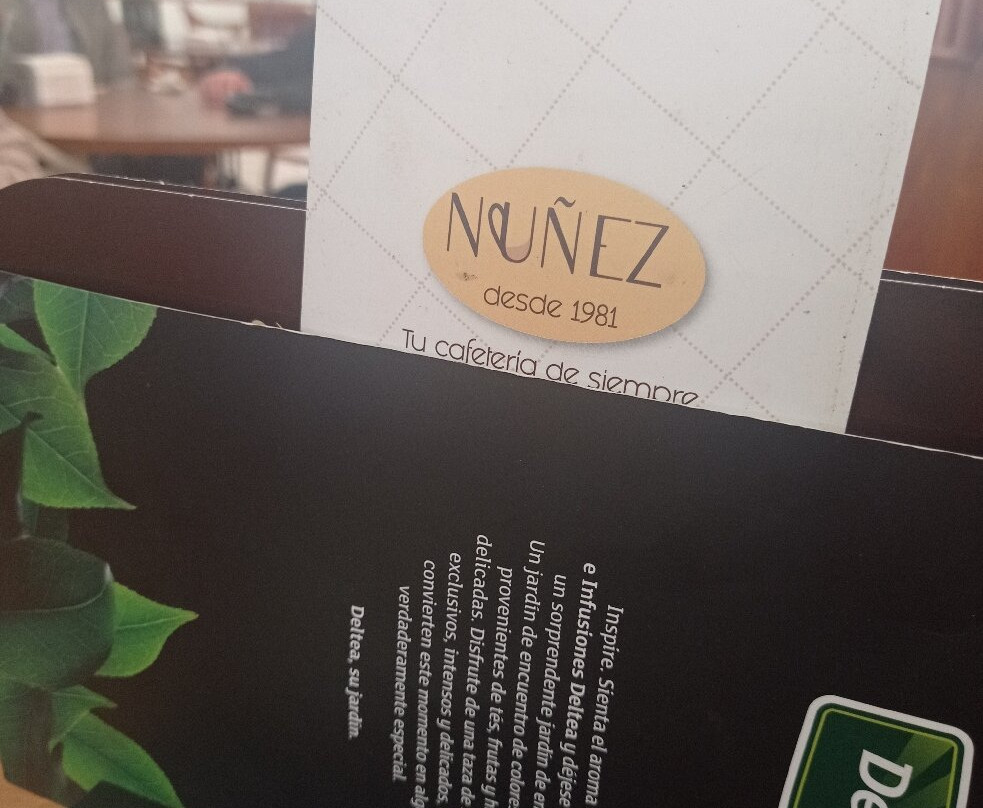 NUÑEZ
desde 1981
Tu cafetería de siempre
Inspire. Sienta el aroma
e Infusiones Deltea y déjese
un sorprendente jardín de
Un jardín de encuentro de colores
provenientes de tés, frutas y
delicadas. Disfrute de una taza de
exclusivos, intensos y delicados,
convierten este momento en
verdaderamente especial.
Deltea, su jardín.
De